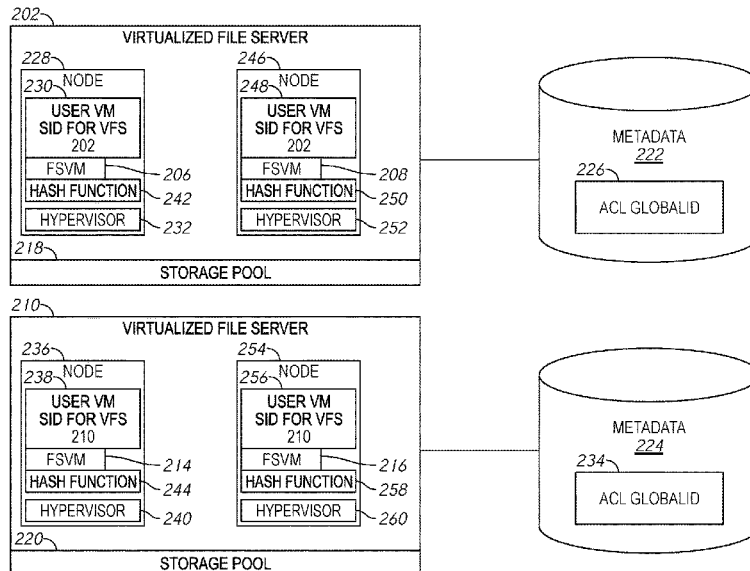 202
VIRTUALIZED FILE SERVER
228
NODE
230
USER VM
SID FOR VFS
202
FSVM
206
HASH FUNCTION
242
HYPERVISOR
232
246
NODE
248
USER VM
SID FOR VFS
202
FSVM
208
HASH FUNCTION
250
HYPERVISOR
252
218
STORAGE POOL
METADATA
222
226
ACL GLOBALID
210
VIRTUALIZED FILE SERVER
236
NODE
238
USER VM
SID FOR VFS
210
FSVM
214
HASH FUNCTION
244
HYPERVISOR
240
254
NODE
256
USER VM
SID FOR VFS
210
FSVM
216
HASH FUNCTION
258
HYPERVISOR
260
220
STORAGE POOL
METADATA
224
234
ACL GLOBALID